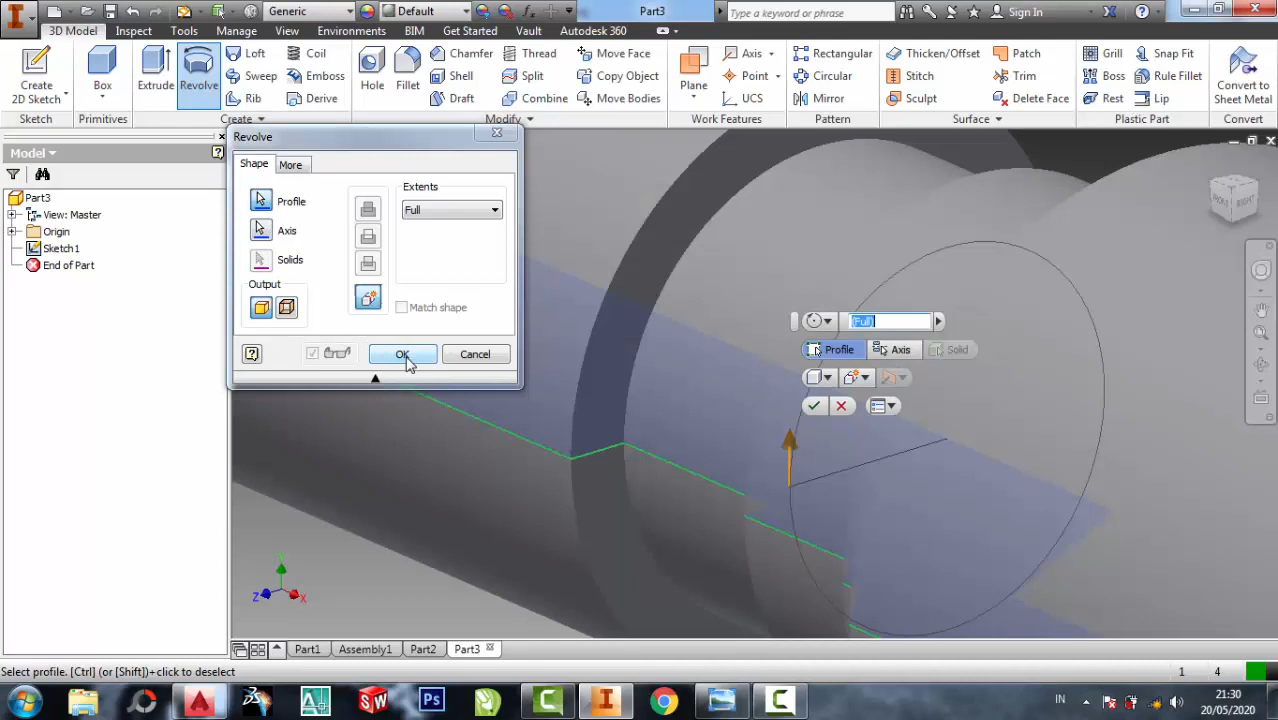 Generic
Default
Part3
Type a keyword or phrase
Sign In
3D Model
Inspect
Tools
Manage
View
Environments
BIM
Get Started
Vault
Autodesk 360
Create
2D Sketch
Box
Extrude
Revolve
Loft
Sweep
Rib
Coil
Emboss
Derive
Hole
Fillet
Chamfer
Shell
Draft
Thread
Split
Combine
Move Face
Copy Object
Move Bodies
Plane
Axis
Point
UCS
Rectangular
Circular
Mirror
Thicken/Offset
Stitch
Sculpt
Patch
Trim
Delete Face
Grill
Boss
Rest
Snap Fit
Rule Fillet
Lip
Convert to
Sheet Metal
Sketch
Primitives
Create
Modify
Work Features
Pattern
Surface
Plastic Part
Convert
Model
Part3
View: Master
Origin
Sketch1
End of Part
Revolve
Shape
More
Profile
Axis
Solids
Output
Extents
Full
Match shape
OK
Cancel
(Full)
Profile
Axis
Solid
FRONT
RIGHT
Y
Z
X
Part1
Assembly1
Part2
Part3
Select profile. [Ctrl] (or [Shift])+click to deselect
1
4
IN
21:30
20/05/2020